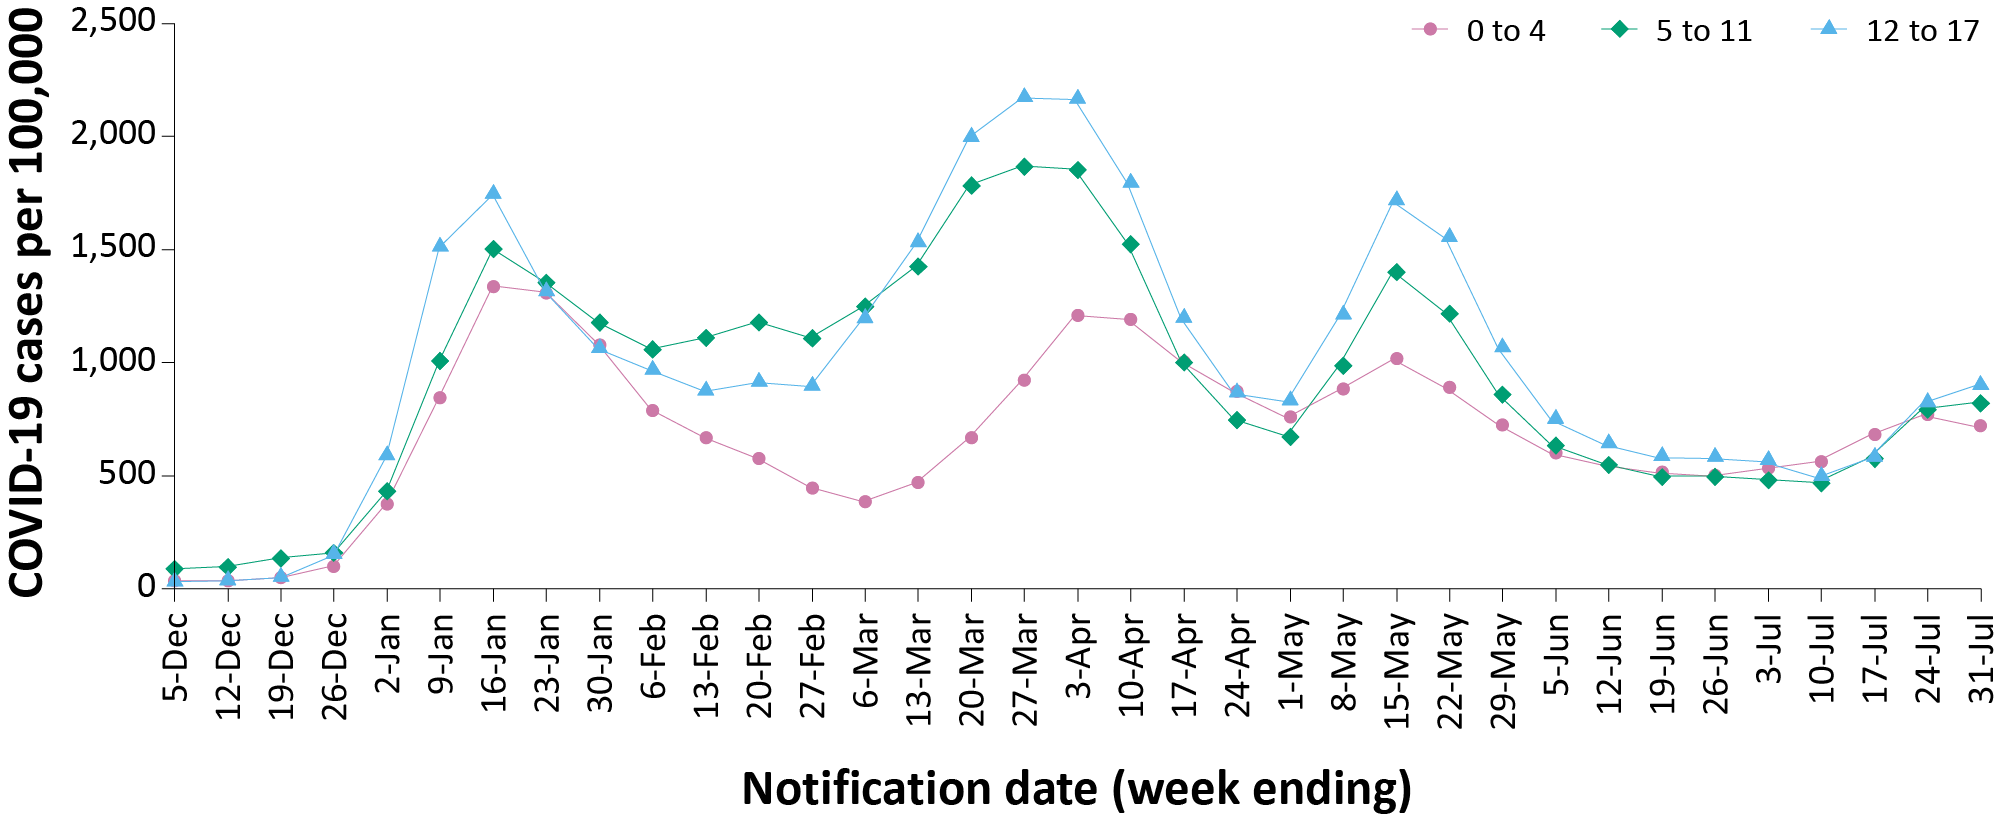 COVID-19 cases per 100,000
2,500
2,000
1,500
1,000
500
0
0 to 4
5 to 11
12 to 17
5-Dec
12-Dec
19-Dec
26-Dec
2-Jan
9-Jan
16-Jan
23-Jan
30-Jan
6-Feb
13-Feb
20-Feb
27-Feb
6-Mar
13-Mar
20-Mar
27-Mar
3-Apr
10-Apr
17-Apr
24-Apr
1-May
8-May
15-May
22-May
29-May
5-Jun
12-Jun
19-Jun
26-Jun
3-Jul
10-Jul
17-Jul
24-Jul
31-Jul
Notification date (week ending)